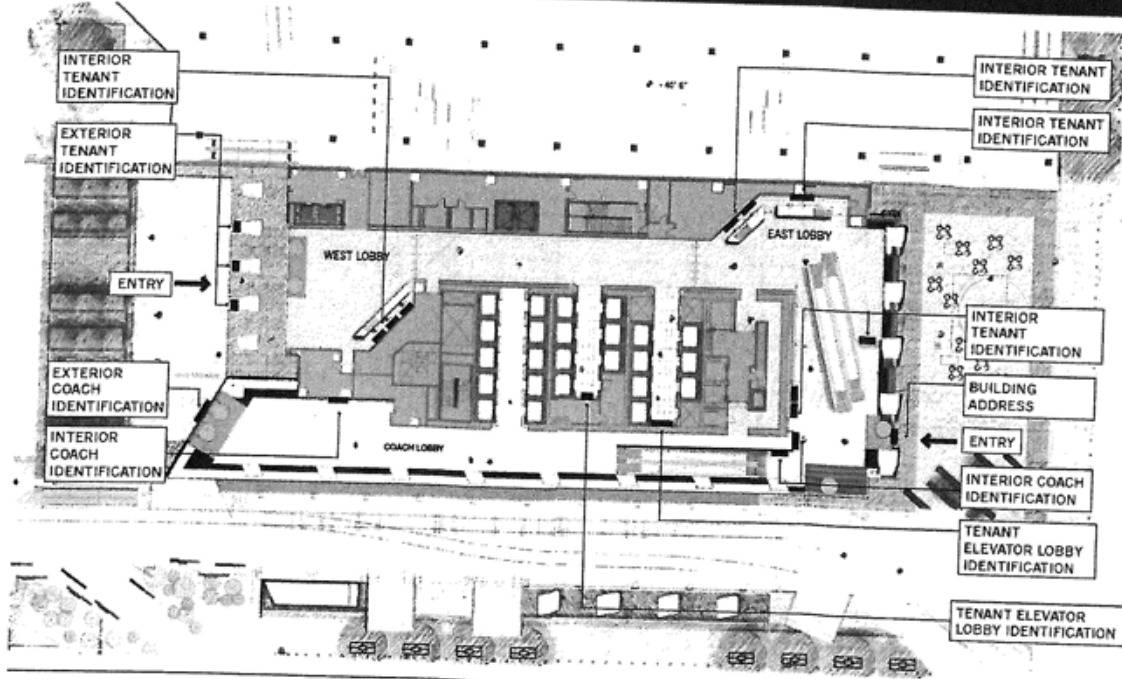 INTERIOR
TENANT
IDENTIFICATION
EXTERIOR
TENANT
IDENTIFICATION
ENTRY
EXTERIOR
COACH
IDENTIFICATION
INTERIOR
COACH
IDENTIFICATION
WEST LOBBY
EAST LOBBY
COACH LOBBY
INTERIOR TENANT
IDENTIFICATION
INTERIOR TENANT
IDENTIFICATION
INTERIOR
TENANT
IDENTIFICATION
BUILDING
ADDRESS
ENTRY
INTERIOR COACH
IDENTIFICATION
TENANT
ELEVATOR LOBBY
IDENTIFICATION
TENANT ELEVATOR
LOBBY IDENTIFICATION